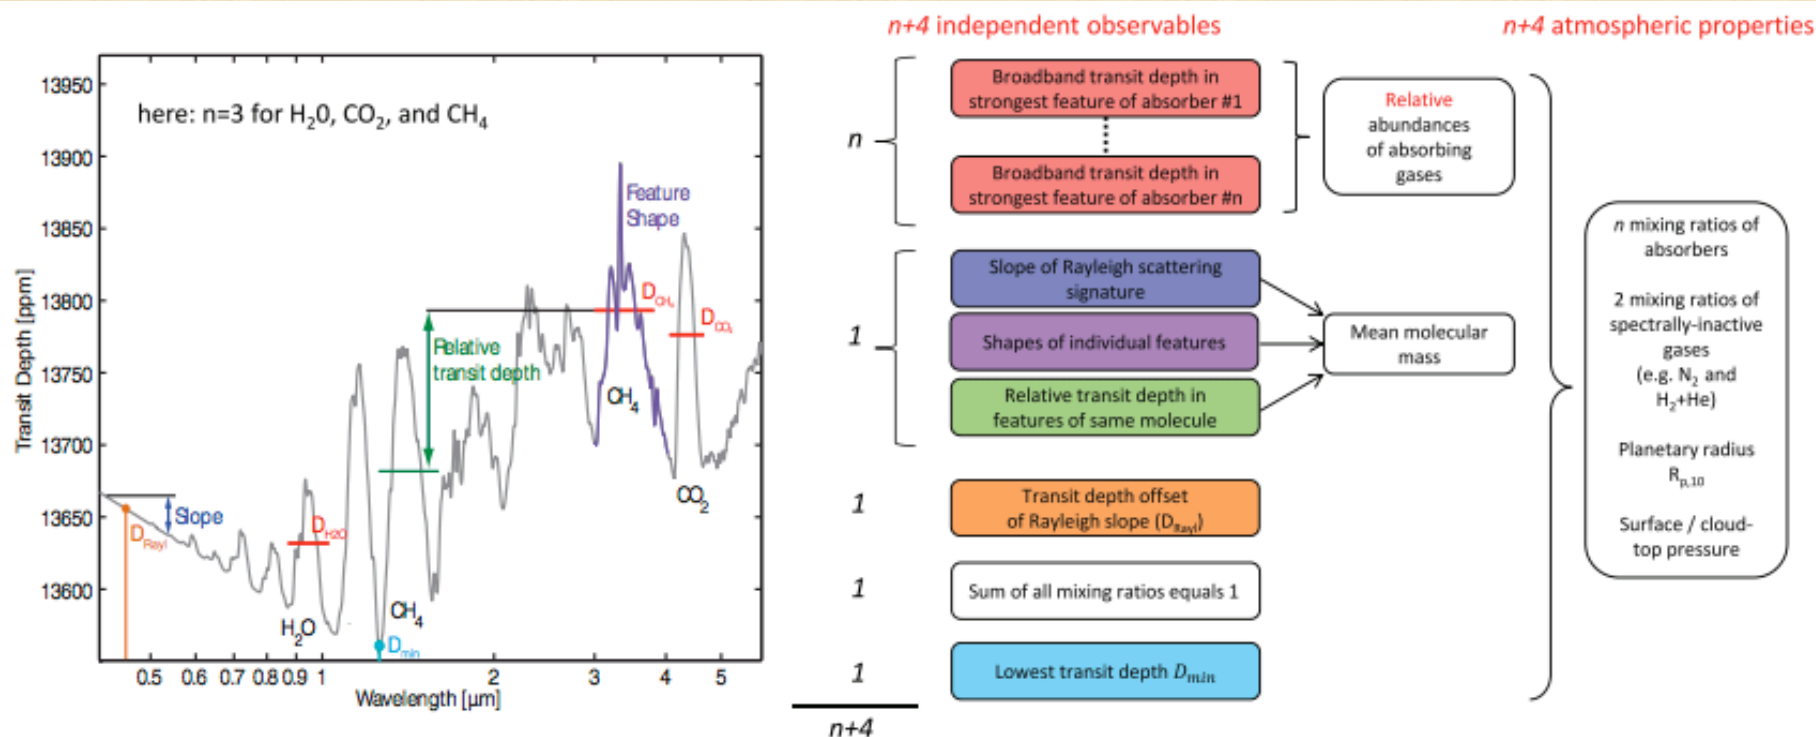 n+4 independent observables
n+4 atmospheric properties
here: n=3 for H20, CO2, and CH4
13950
13900
13850
13800
13750
13700
13650
13600
Transit Depth [ppm]
Feature
Shape
DCH4
Relative
transit depth
CH4
CO2
Slope
DRayl
DH2O
H2O
CH4
Dmin
0.5 0.6 0.7 0.8 0.9 1 2 3 4 5
Wavelength [µm]
n
Broadband transit depth in
strongest feature of absorber #1
Broadband transit depth in
strongest feature of absorber #n
Relative
abundances
of absorbing
gases
1
Slope of Rayleigh scattering
signature
Shapes of individual features
Relative transit depth in
features of same molecule
Mean molecular
mass
1
Transit depth offset
of Rayleigh slope (DRayl)
1
Sum of all mixing ratios equals 1
1
Lowest transit depth Dmin
n+4
n mixing ratios of
absorbers
2 mixing ratios of
spectrally-inactive
gases
(e.g. N2 and
H2+He)
Planetary radius
Rp,10
Surface / cloud-
top pressure